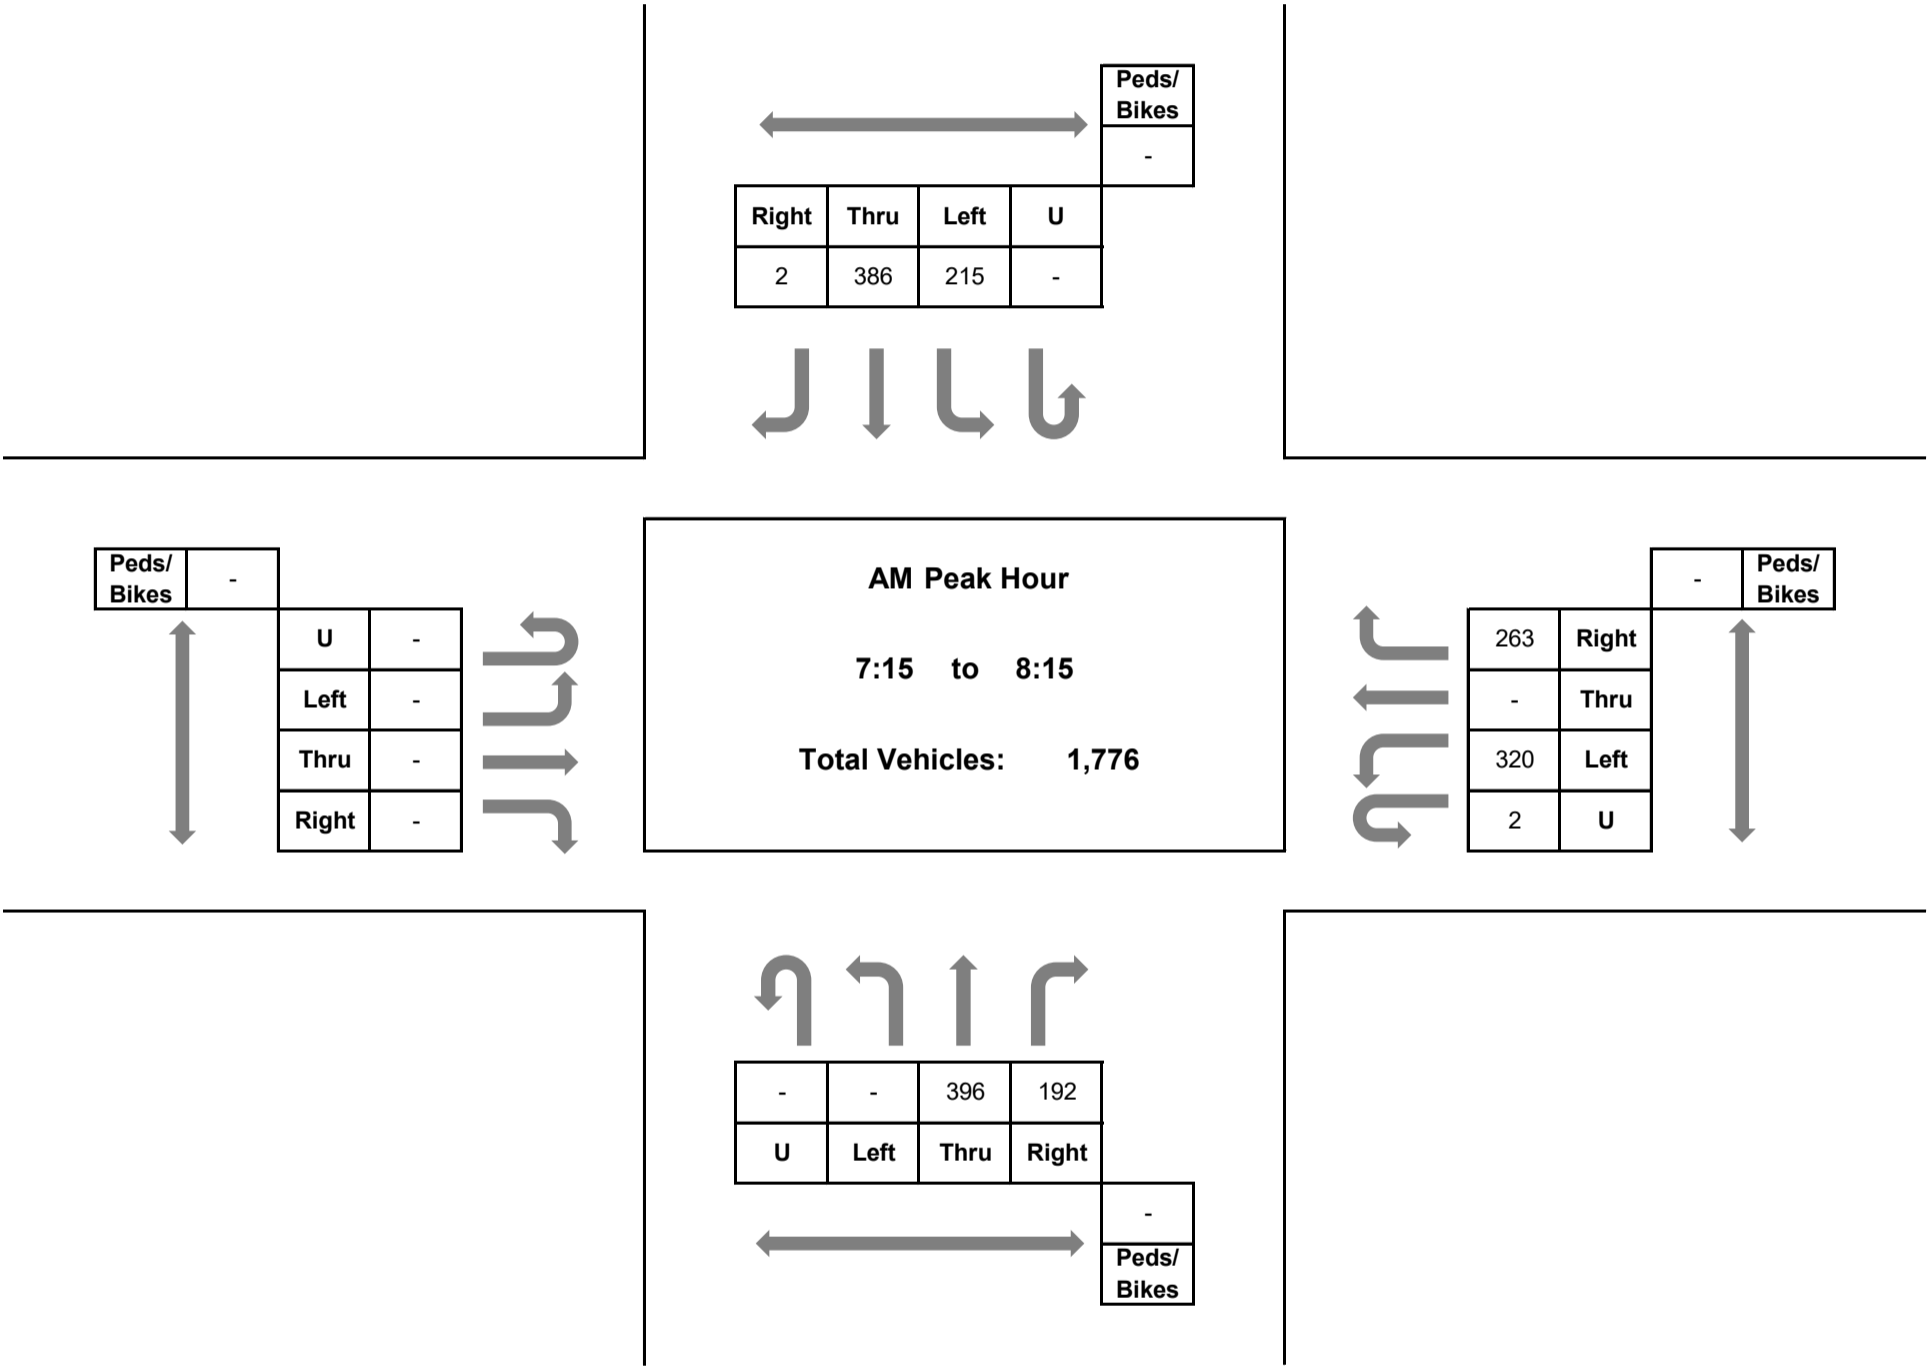 Peds/
Bikes
-
Right Thru Left U
2 386 215 -
Peds/
Bikes
-
U -
Left -
Thru -
Right -
AM Peak Hour
7:15 to 8:15
Total Vehicles: 1,776
- Peds/
Bikes
263 Right
- Thru
320 Left
2 U
- - 396 192
U Left Thru Right
-
Peds/
Bikes